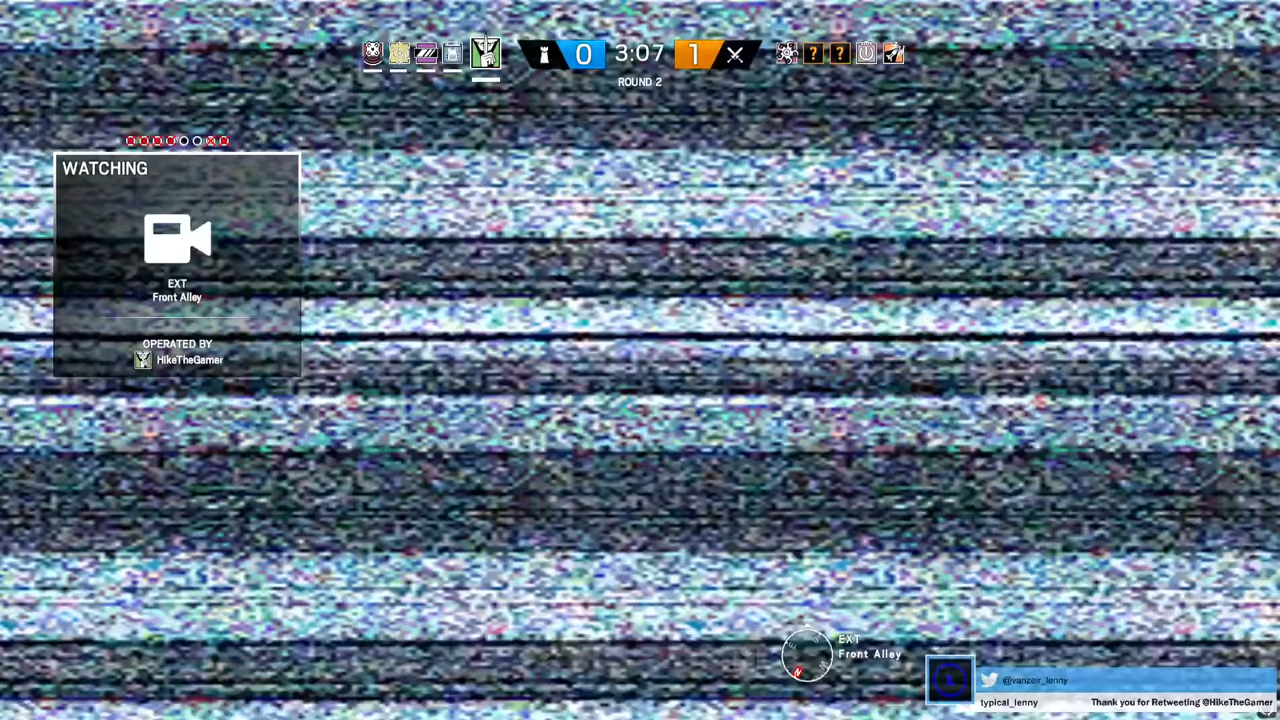 0 3:07 1
ROUND 2
? ?
WATCHING
EXT
Front Alley
OPERATED BY
HikeTheGamer
EXT
Front Alley
N
@vanzeir_lenny
typical_lenny Thank you for Retweeting @HikeTheGamer